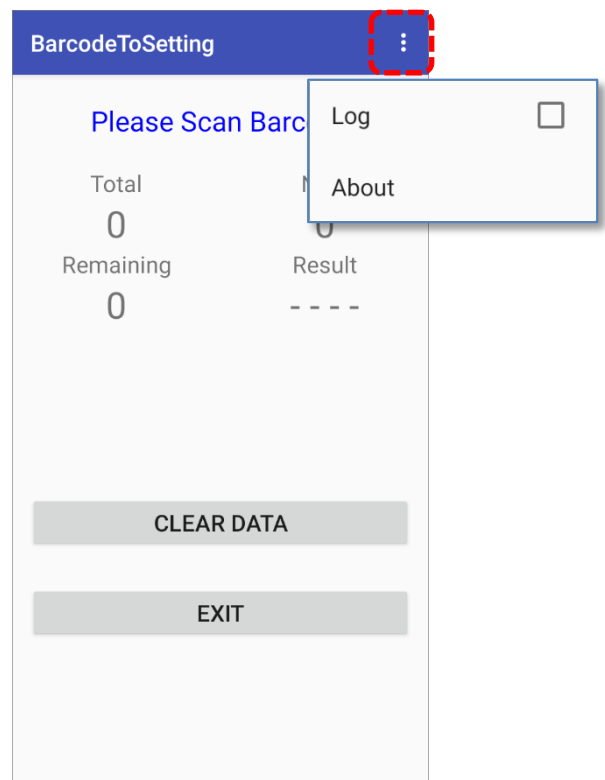 BarcodeToSetting
Please Scan Barc
Log
About
Total
0
0
Remaining
Result
0
----
CLEAR DATA
EXIT